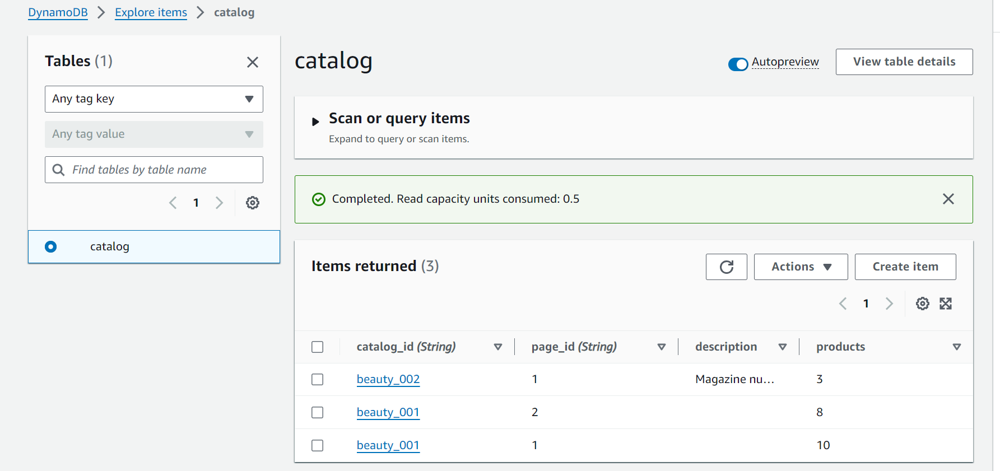 DynamoDB > Explore items > catalog
Tables (1)
Any tag key
Any tag value
Find tables by table name
1
catalog
catalog
Autopreview
View table details
Scan or query items
Expand to query or scan items.
Completed. Read capacity units consumed: 0.5
Items returned (3)
Actions
Create item
1
catalog_id (String) page_id (String) description products
beauty_002 1 Magazine nu... 3
beauty_001 2 8
beauty_001 1 10